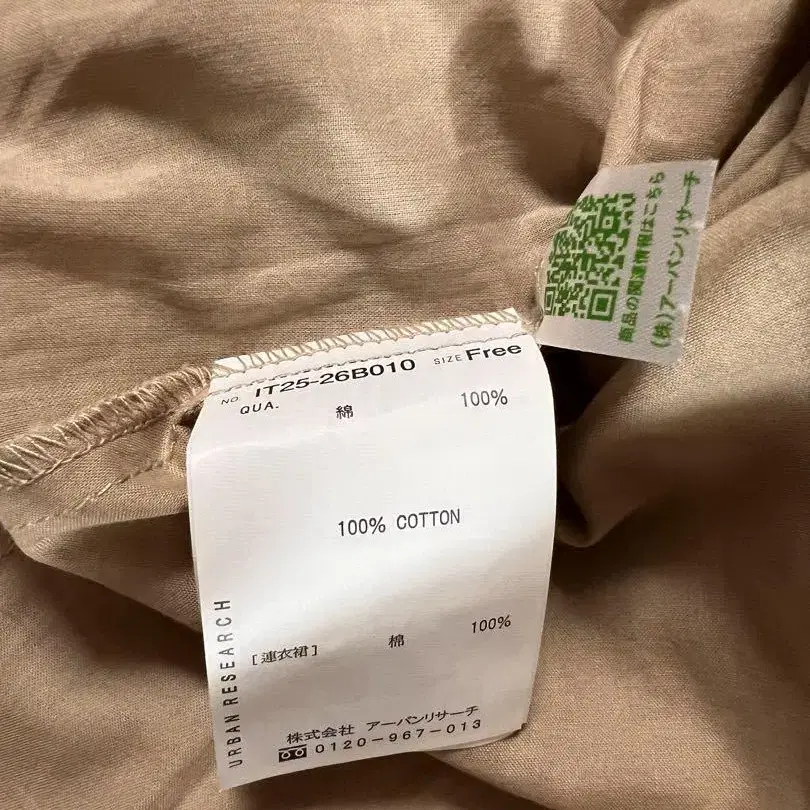 NO. IT25-26B010 SIZE Free
QUA. 綿 100%
100% COTTON
[連衣裙] 棉 100%
URBAN RESEARCH
株式会社 アーバンリサーチ
0120-967-013
商品の関連情報はこちら
(株)アーバンリサーチ